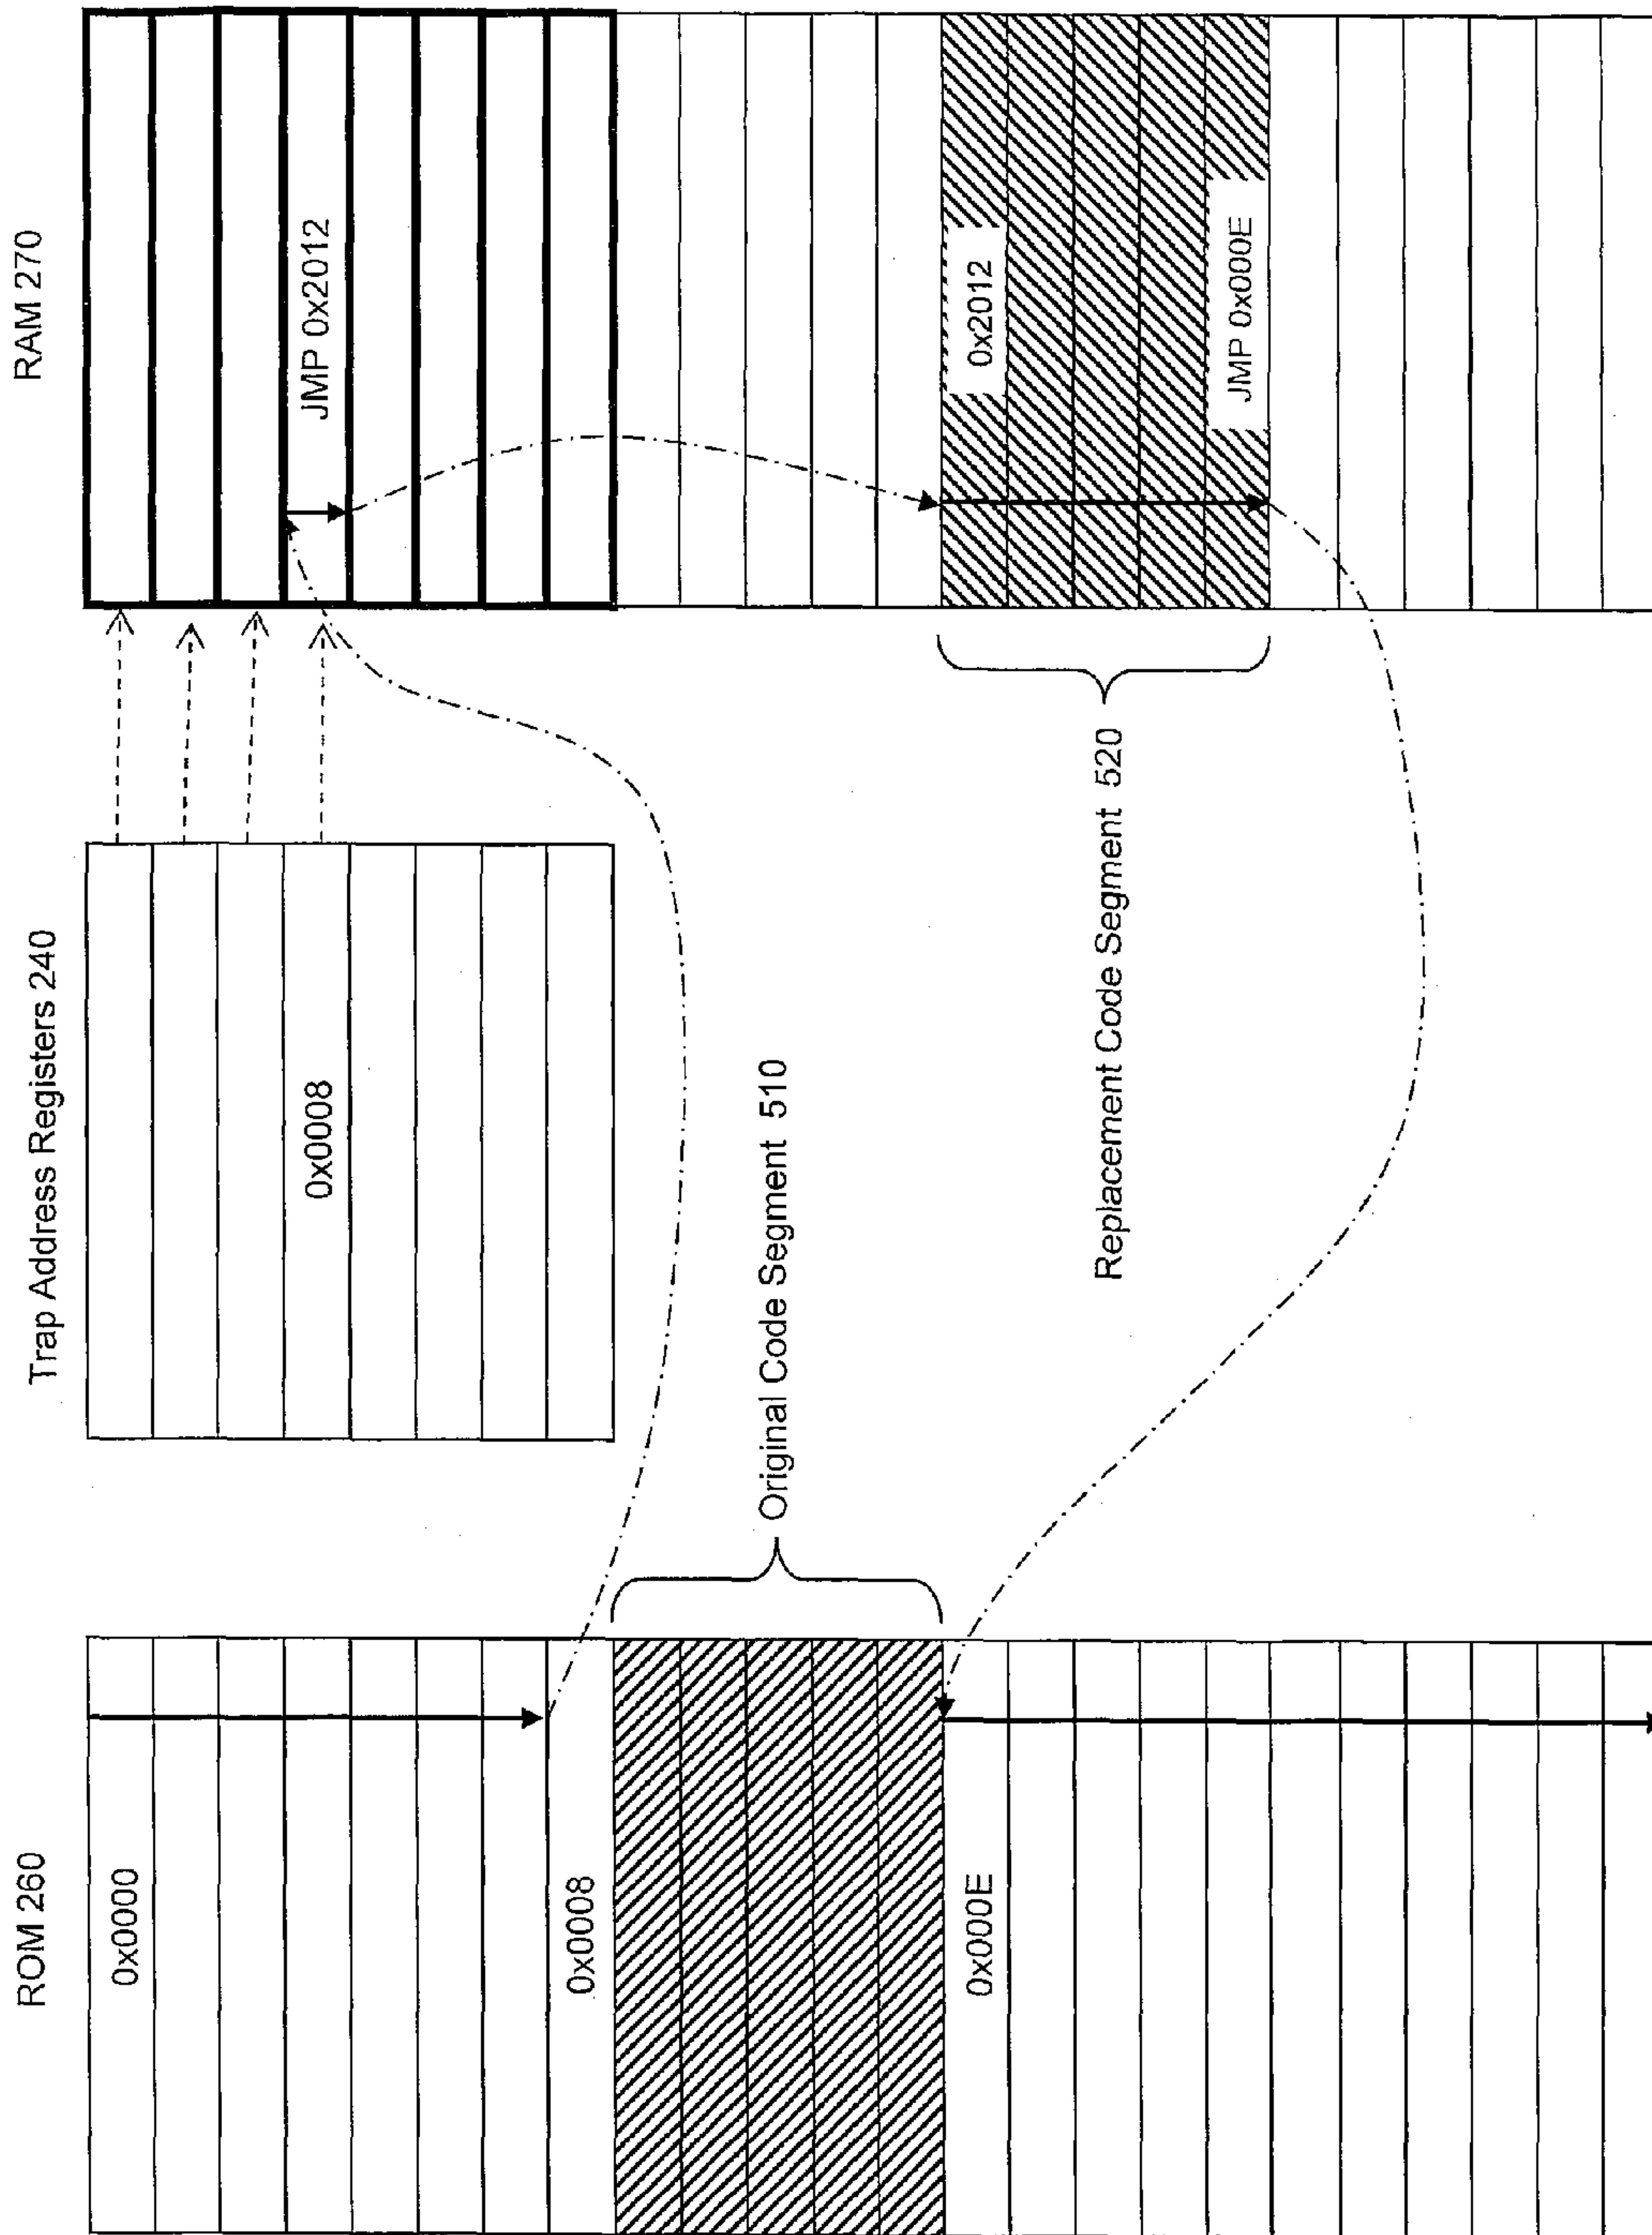 ROM 260
0x0000
0x0008
0x000E
Original Code Segment 510
Trap Address Registers 240
0x0008
Replacement Code Segment 520
RAM 270
JMP 0x2012
0x2012
JMP 0x000E